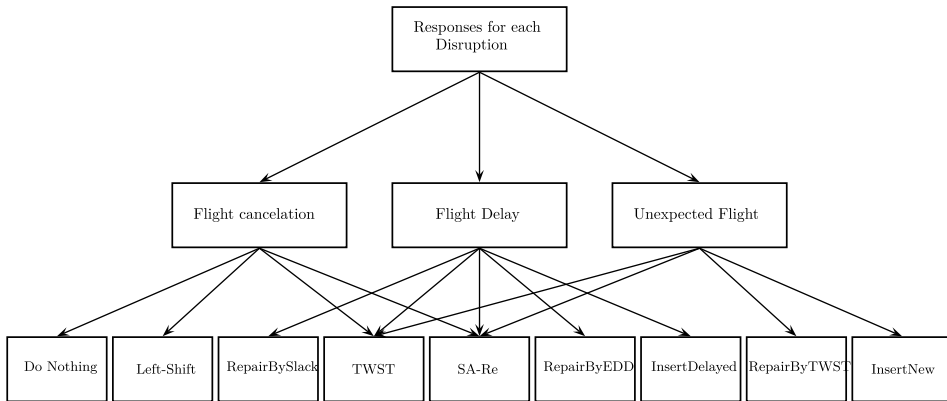 Responses for each
Disruption
Flight cancelation
Flight Delay
Unexpected Flight
Do Nothing
Left-Shift
RepairBySlack
TWST
SA-Re
RepairByEDD
InsertDelayed
RepairByTWST
InsertNew